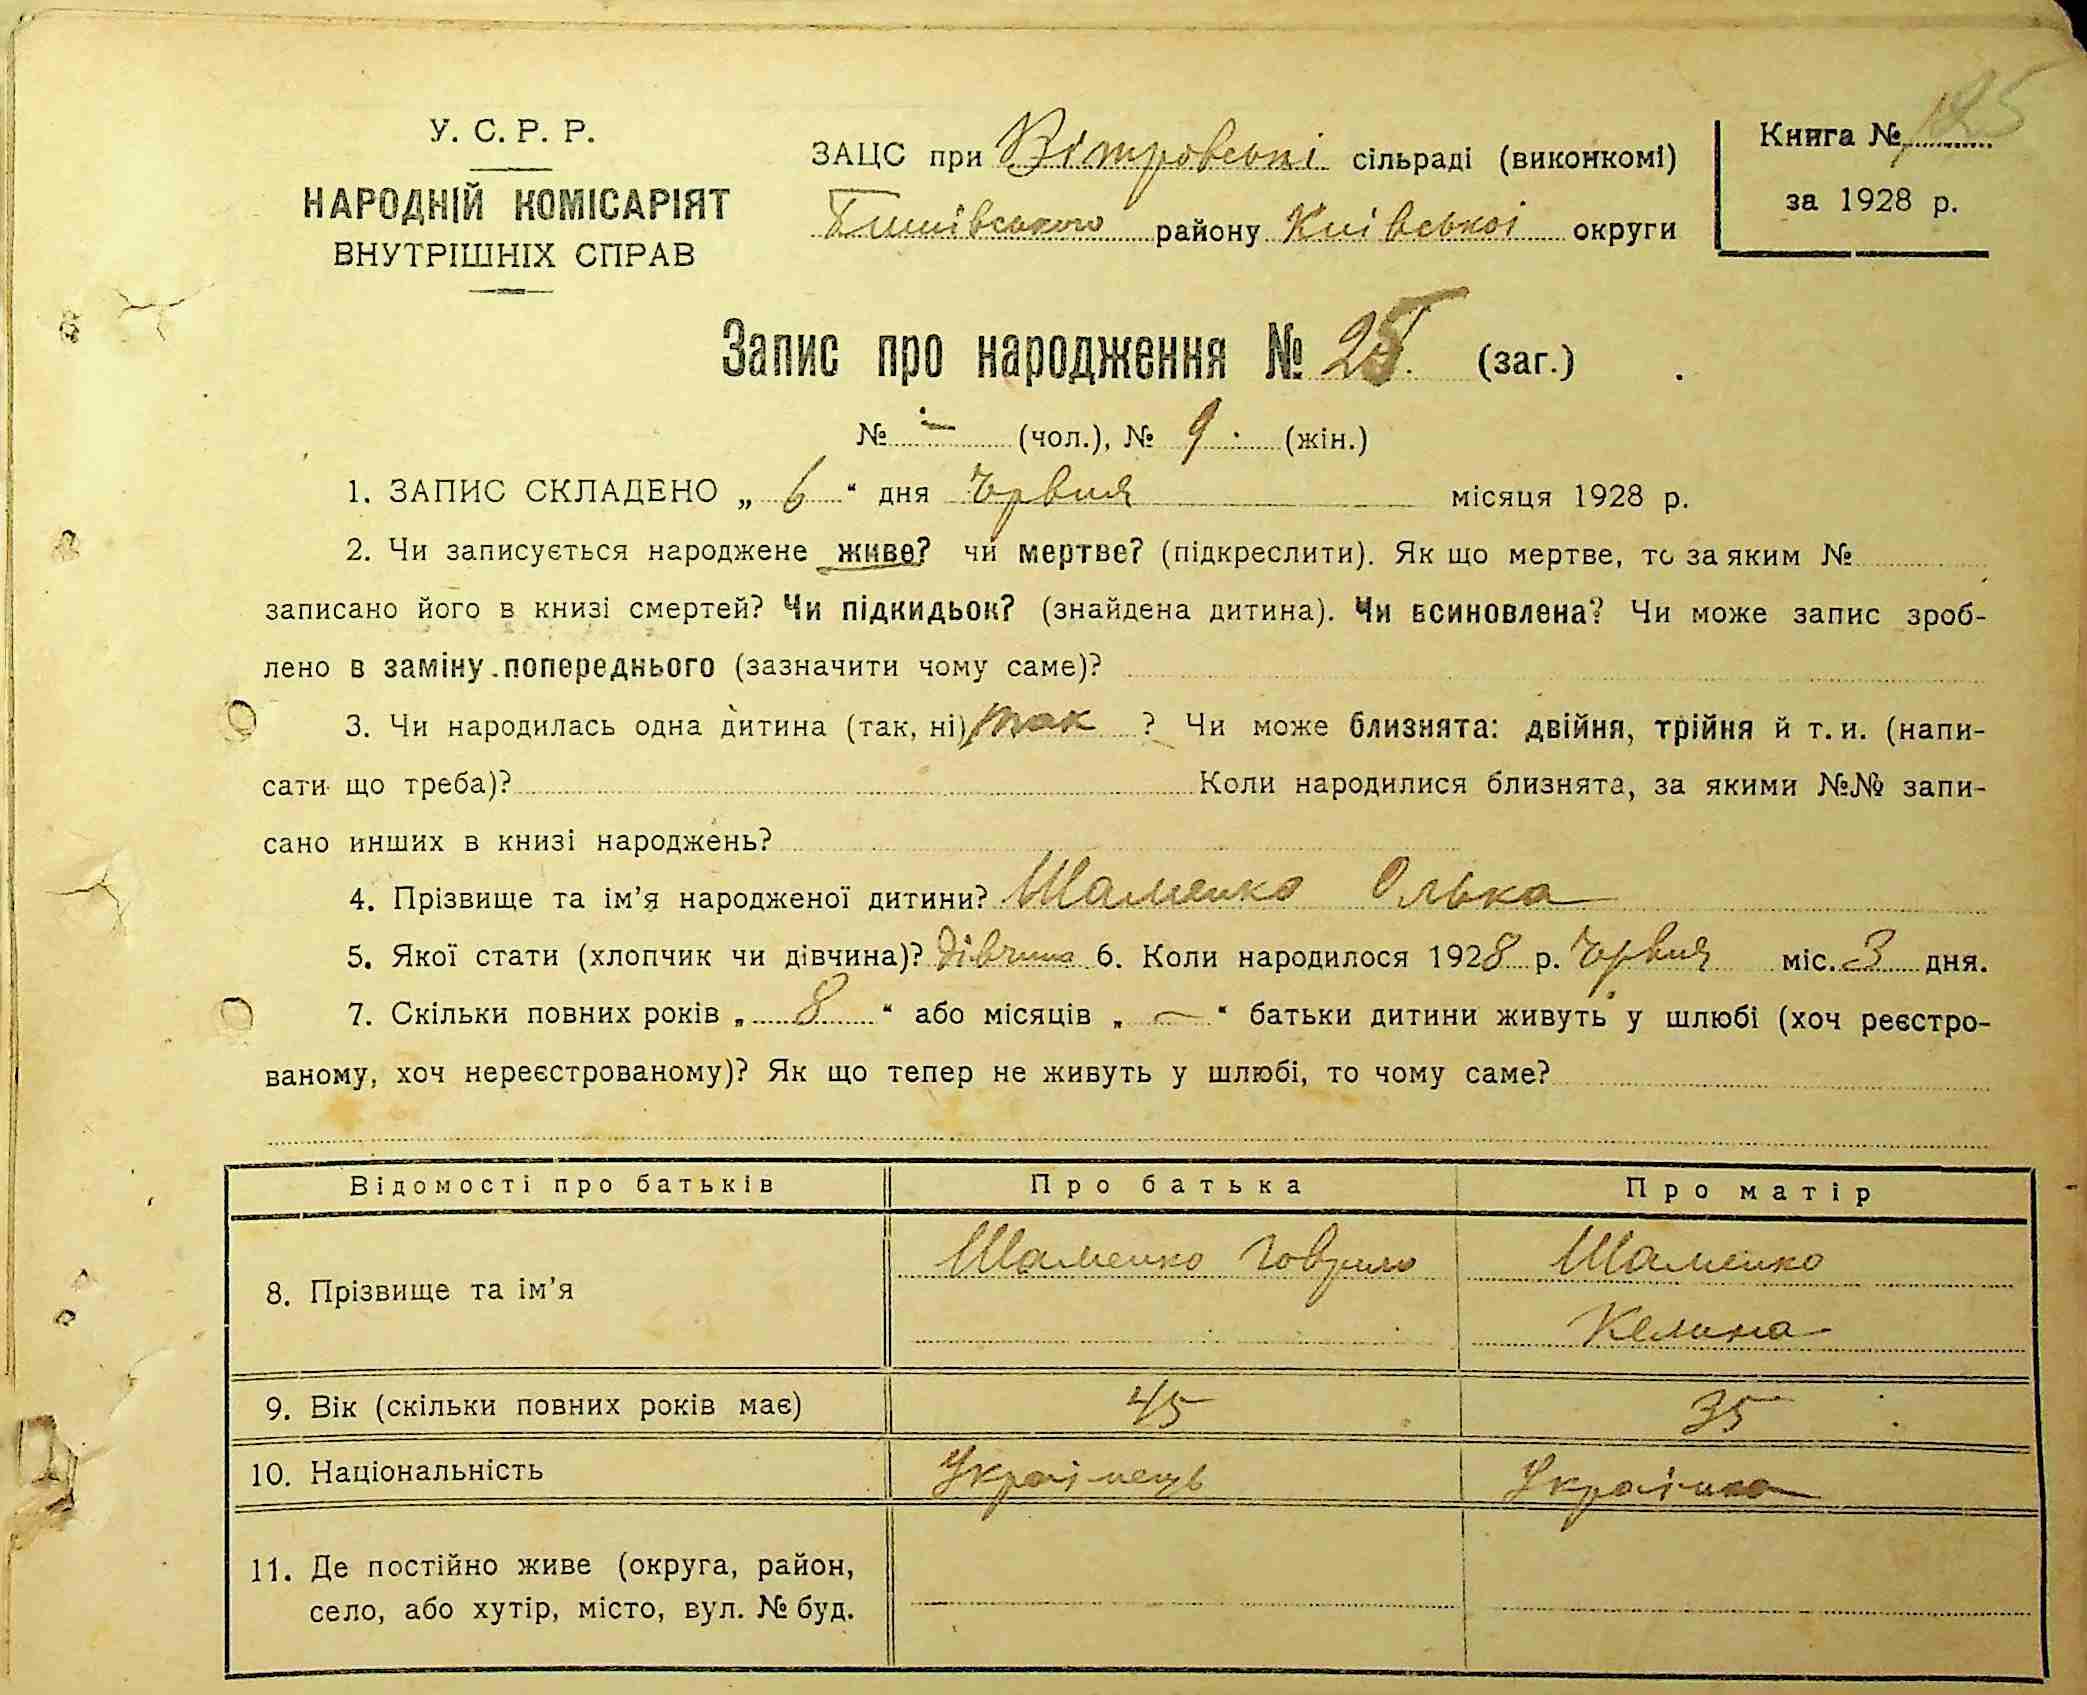 125
У. С. Р. Р.
НАРОДНІЙ КОМІСАРІЯТ
ВНУТРІШНІХ СПРАВ
ЗАЦС при сільраді (виконкомі)
району Київської округи
Книга №
за 1928 р.
Запис про народження № 25 (заг.)
№ – (чол.), № 9 (жін.)
1. ЗАПИС СКЛАДЕНО „ 6 “ дня Червня місяця 1928 р.
2. Чи записується народжене живе? чи мертве? (підкреслити). Як що мертве, то за яким №
записано його в книзі смертей? Чи підкидьок? (знайдена дитина). Чи всиновлена? Чи може запис зроб-
лено в заміну попереднього (зазначити чому саме)?
3. Чи народилась одна дитина (так, ні) так ? Чи може близнята: двійня, трійня й т. и. (напи-
сати що треба)? Коли народилися близнята, за якими №№ запи-
сано инших в книзі народжень?
4. Прізвище та ім’я народженої дитини? Шаменко Олька
5. Якої стати (хлопчик чи дівчина)? дівчина 6. Коли народилося 1928 р. Червня міс. 3 дня.
7. Скільки повних років „ 8 “ або місяців „ – “ батьки дитини живуть у шлюбі (хоч реєстро-
ваному, хоч нереєстрованому)? Як що тепер не живуть у шлюбі, то чому саме?
Відомості про батьків Про батька Про матір
8. Прізвище та ім’я Шаменко Гаврило Шаменко
Келина
9. Вік (скільки повних років має) 45 35
10. Національність Українець Українка
11. Де постійно живе (округа, район,
село, або хутір, місто, вул. № буд.